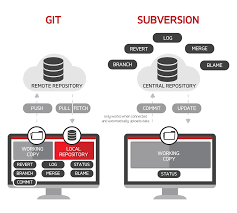 GIT
SUBVERSION
LOG
REVERT
MERGE
BRANCH
BLAME
REMOTE REPOSITORY
CENTRAL REPOSITORY
PUSH
PULL
FETCH
COMMIT
UPDATE
WORKING
COPY
LOCAL
REPOSITORY
REVERT
LOG
STATUS
BRANCH
MERGE
BLAME
COMMIT
WORKING COPY
STATUS